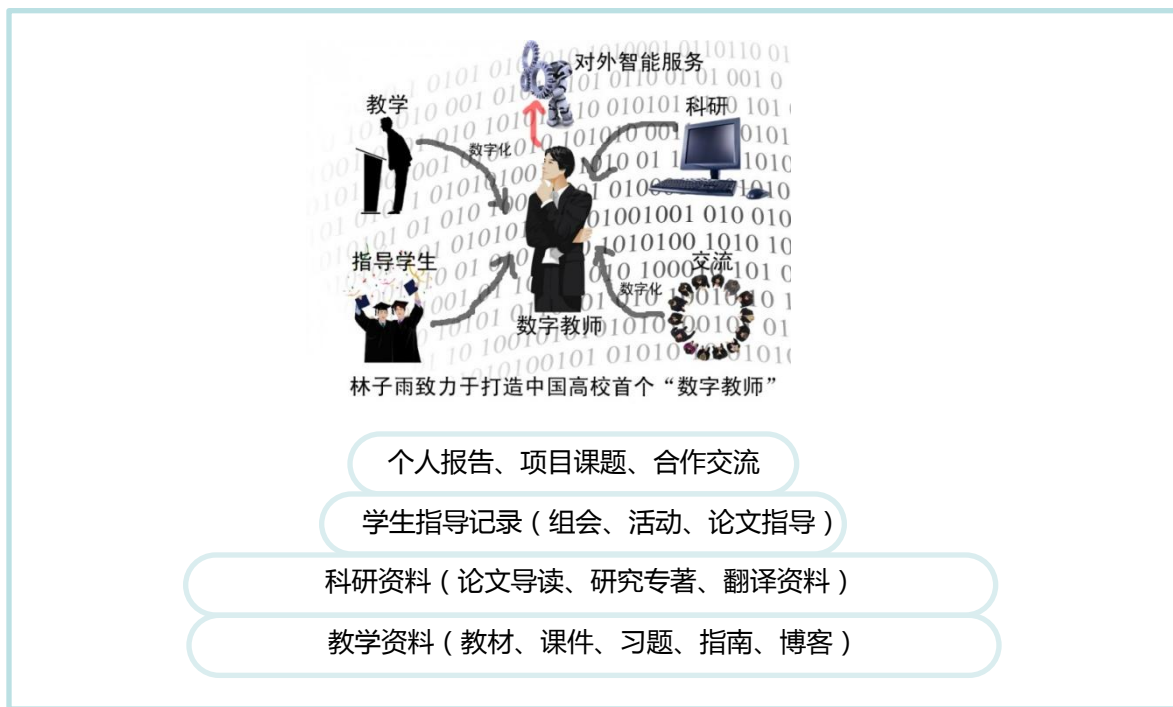 对外智能服务
教学
科研
数字化
指导学生
交流
数字化
数字教师
林子雨致力于打造中国高校首个“数字教师”
个人报告、项目课题、合作交流
学生指导记录（组会、活动、论文指导）
科研资料（论文导读、研究专著、翻译资料）
教学资料（教材、课件、习题、指南、博客）